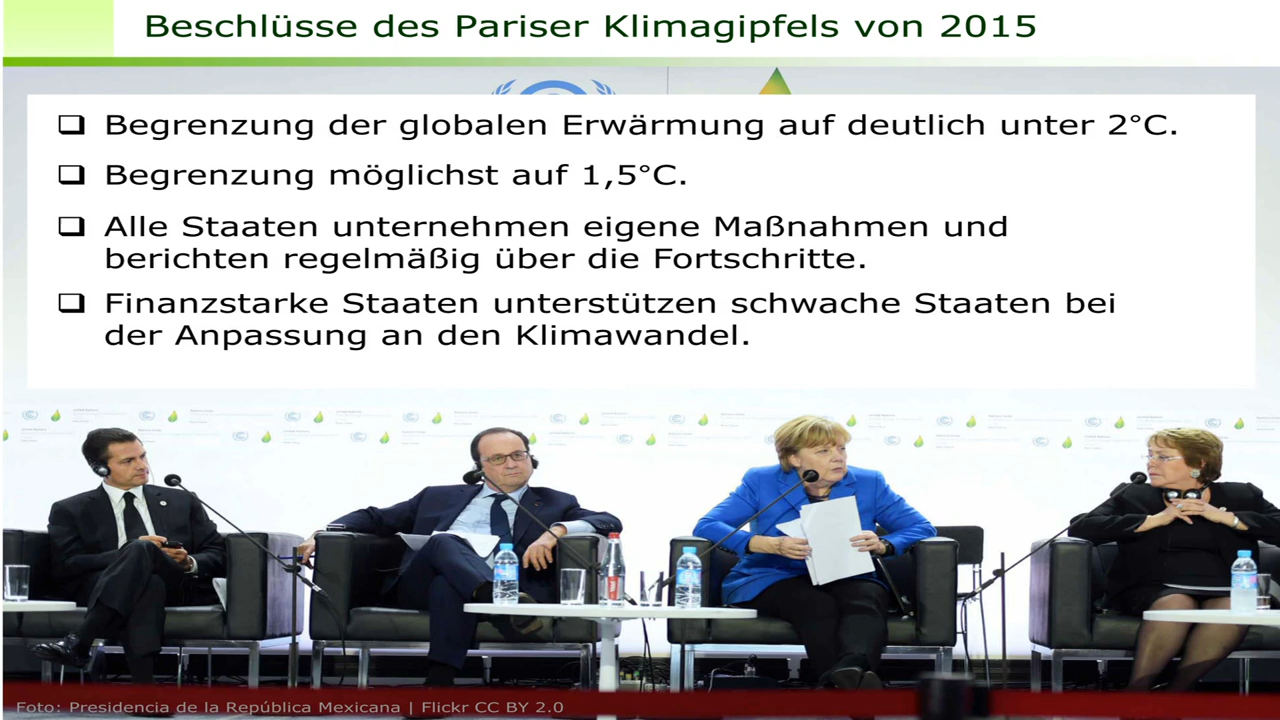 Beschlüsse des Pariser Klimagipfels von 2015
Begrenzung der globalen Erwärmung auf deutlich unter 2°C.
Begrenzung möglichst auf 1,5°C.
Alle Staaten unternehmen eigene Maßnahmen und
berichten regelmäßig über die Fortschritte.
Finanzstarke Staaten unterstützen schwache Staaten bei
der Anpassung an den Klimawandel.
Foto: Presidencia de la República Mexicana | Flickr CC BY 2.0